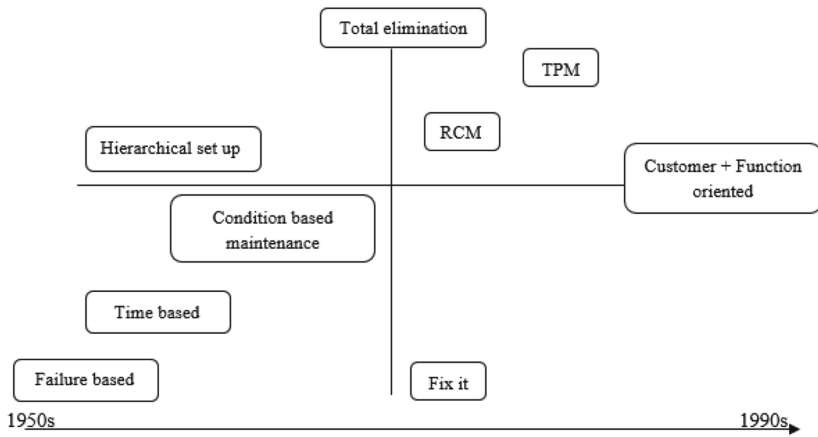 Total elimination
TPM
RCM
Hierarchical set up
Customer + Function
oriented
Condition based
maintenance
Time based
Failure based
Fix it
1950s
1990s